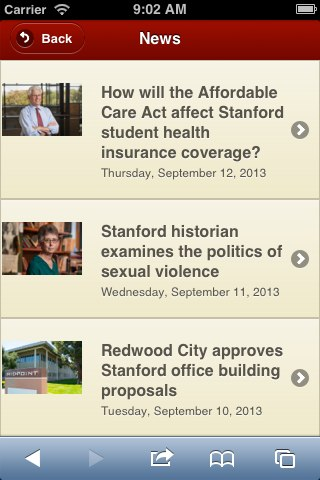 Carrier 9:02 AM
Back News
How will the Affordable
Care Act affect Stanford
student health
insurance coverage?
Thursday, September 12, 2013
Stanford historian
examines the politics of
sexual violence
Wednesday, September 11, 2013
MIDPOINT
Redwood City approves
Stanford office building
proposals
Tuesday, September 10, 2013